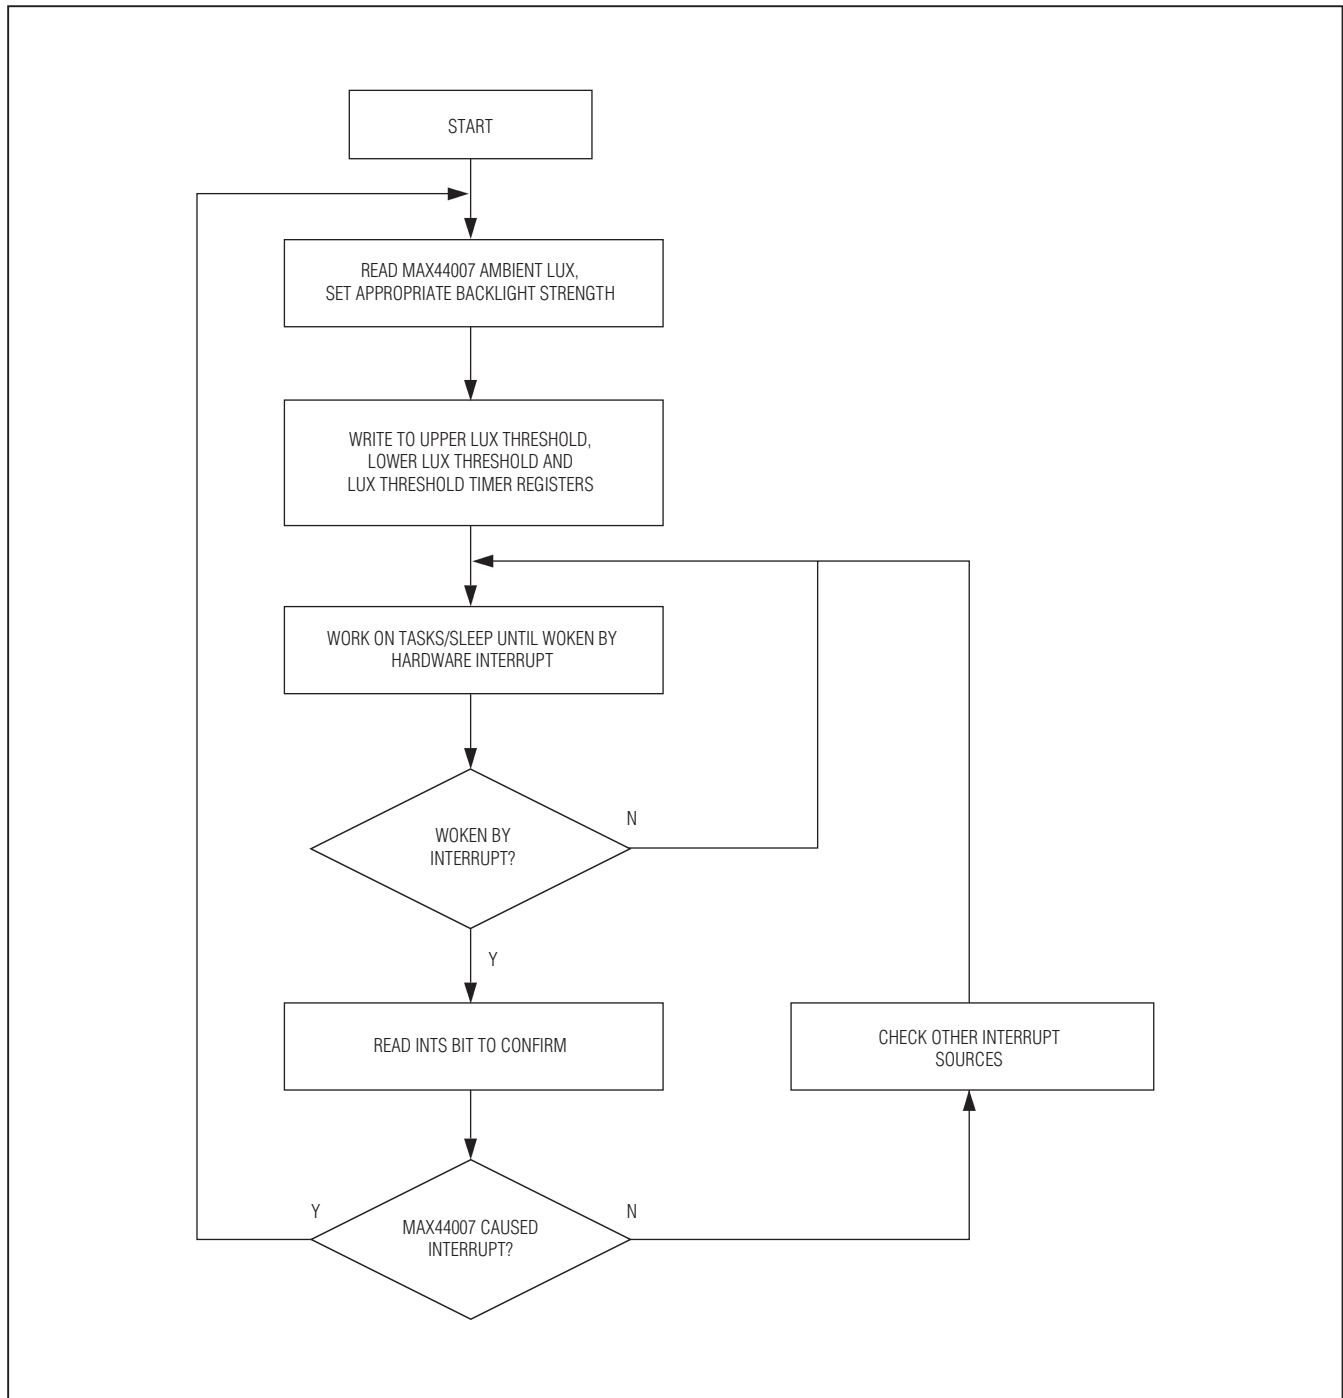 START
READ MAX44007 AMBIENT LUX,
SET APPROPRIATE BACKLIGHT STRENGTH
WRITE TO UPPER LUX THRESHOLD,
LOWER LUX THRESHOLD AND
LUX THRESHOLD TIMER REGISTERS
WORK ON TASKS/SLEEP UNTIL WOKEN BY
HARDWARE INTERRUPT
WOKEN BY
INTERRUPT?
N
Y
READ INTS BIT TO CONFIRM
CHECK OTHER INTERRUPT
SOURCES
Y
MAX44007 CAUSED
INTERRUPT?
N